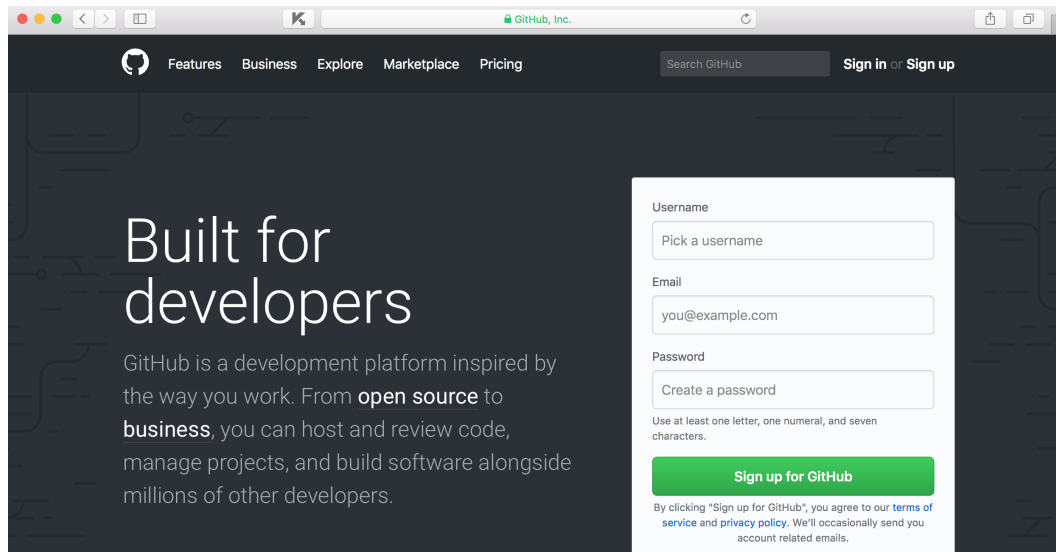 GitHub, Inc.
Features Business Explore Marketplace Pricing
Search GitHub
Sign in or Sign up
Built for
developers
GitHub is a development platform inspired by
the way you work. From open source to
business, you can host and review code,
manage projects, and build software alongside
millions of other developers.
Username
Pick a username
Email
you@example.com
Password
Create a password
Use at least one letter, one numeral, and seven
characters.
Sign up for GitHub
By clicking "Sign up for GitHub", you agree to our terms of
service and privacy policy. We'll occasionally send you
account related emails.